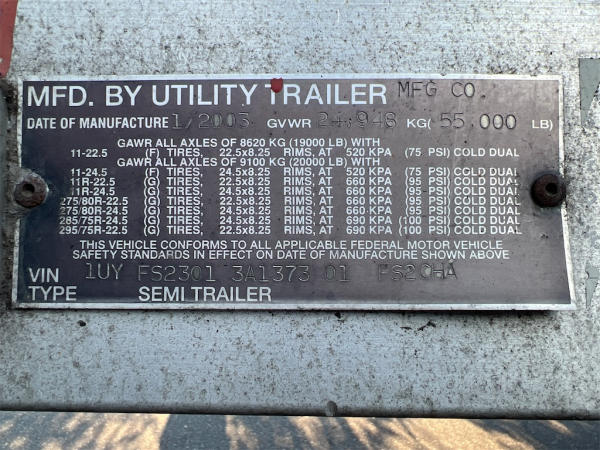 MFD. BY UTILITY TRAILER MFG CO.
DATE OF MANUFACTURE 1/2003 GVWR 24,948 KG( 55,000 LB)
GAWR ALL AXLES OF 8620 KG (19000 LB) WITH
11-22.5 (F) TIRES, 22.5x8.25 RIMS, AT 520 KPA (75 PSI) COLD DUAL
GAWR ALL AXLES OF 9100 KG (20000 LB) WITH
11-24.5 (F) TIRES, 24.5x8.25 RIMS, AT 520 KPA (75 PSI) COLD DUAL
11R-22.5 (G) TIRES, 22.5x8.25 RIMS, AT 660 KPA (95 PSI) COLD DUAL
11R-24.5 (G) TIRES, 24.5x8.25 RIMS, AT 660 KPA (95 PSI) COLD DUAL
275/80R-22.5 (G) TIRES, 22.5x8.25 RIMS, AT 660 KPA (95 PSI) COLD DUAL
275/80R-24.5 (G) TIRES, 24.5x8.25 RIMS, AT 660 KPA (95 PSI) COLD DUAL
285/75R-24.5 (G) TIRES, 24.5x8.25 RIMS, AT 690 KPA (100 PSI) COLD DUAL
295/75R-22.5 (G) TIRES, 22.5x8.25 RIMS, AT 690 KPA (100 PSI) COLD DUAL
THIS VEHICLE CONFORMS TO ALL APPLICABLE FEDERAL MOTOR VEHICLE
SAFETY STANDARDS IN EFFECT ON DATE OF MANUFACTURE SHOWN ABOVE
VIN 1UY FS2301 3A1373 01 FS2CHA
TYPE SEMI TRAILER